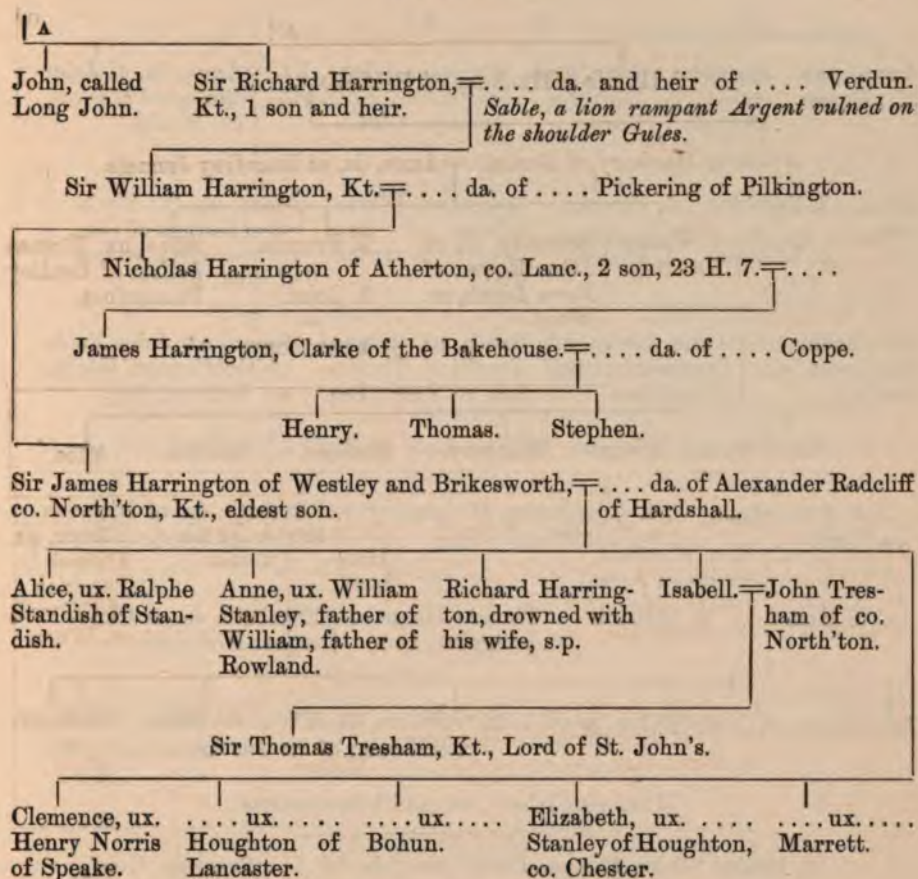 A
John, called
Long John.
Sir Richard Harrington,
Kt., 1 son and heir.
.... da. and heir of .... Verdun.
Sable, a lion rampant Argent vulned on
the shoulder Gules.
Sir William Harrington, Kt. .... da. of .... Pickering of Pilkington.
Nicholas Harrington of Atherton, co. Lanc., 2 son, 23 H. 7. ....
James Harrington, Clarke of the Bakehouse. .... da. of .... Coppe.
Henry. Thomas. Stephen.
Sir James Harrington of Westley and Brikesworth,
co. North'ton, Kt., eldest son.
.... da. of Alexander Radcliff
of Hardshall.
Alice, ux. Ralphe
Standish of Stan-
dish.
Anne, ux. William
Stanley, father of
William, father of
Rowland.
Richard Harring-
ton, drowned with
his wife, s.p.
Isabell.
John Tres-
ham of co.
North'ton.
Sir Thomas Tresham, Kt., Lord of St. John's.
Clemence, ux.
Henry Norris
of Speake.
.... ux. ....
Houghton of
Lancaster.
.... ux. ....
Bohun.
Elizabeth, ux. ....
Stanley of Houghton,
co. Chester.
.... ux. ....
Marrett.